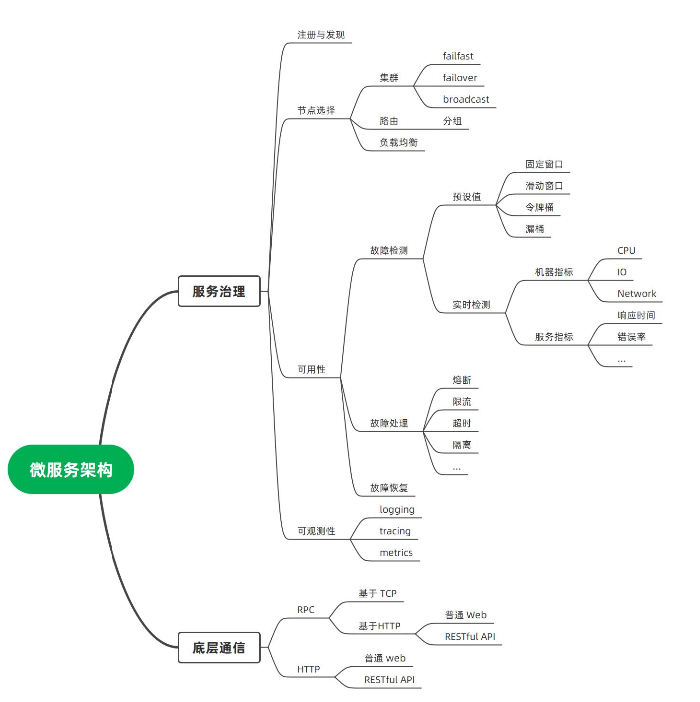 微服务架构
服务治理
注册与发现
节点选择
集群
failfast
failover
broadcast
路由
分组
负载均衡
可用性
故障检测
预设值
固定窗口
滑动窗口
令牌桶
漏桶
实时检测
机器指标
CPU
IO
Network
服务指标
响应时间
错误率
...
故障处理
熔断
限流
超时
隔离
...
故障恢复
可观测性
logging
tracing
metrics
底层通信
RPC
基于 TCP
基于HTTP
普通 Web
RESTful API
HTTP
普通 web
RESTful API